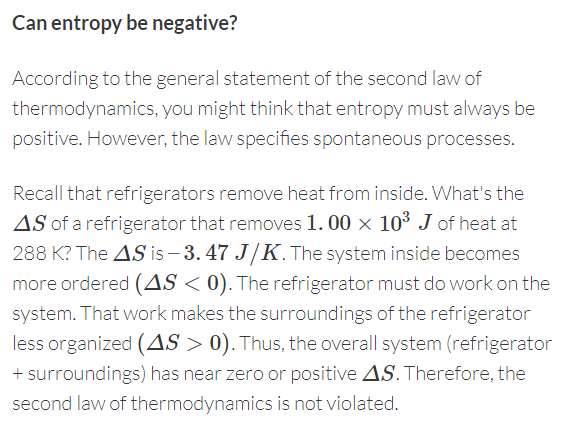 Can entropy be negative?
According to the general statement of the second law of
thermodynamics, you might think that entropy must always be
positive. However, the law specifies spontaneous processes.
Recall that refrigerators remove heat from inside. What's the
ΔS of a refrigerator that removes 1.00 × 10³ J of heat at
288 K? The ΔS is −3.47 J/K. The system inside becomes
more ordered (ΔS < 0). The refrigerator must do work on the
system. That work makes the surroundings of the refrigerator
less organized (ΔS > 0). Thus, the overall system (refrigerator
+ surroundings) has near zero or positive ΔS. Therefore, the
second law of thermodynamics is not violated.